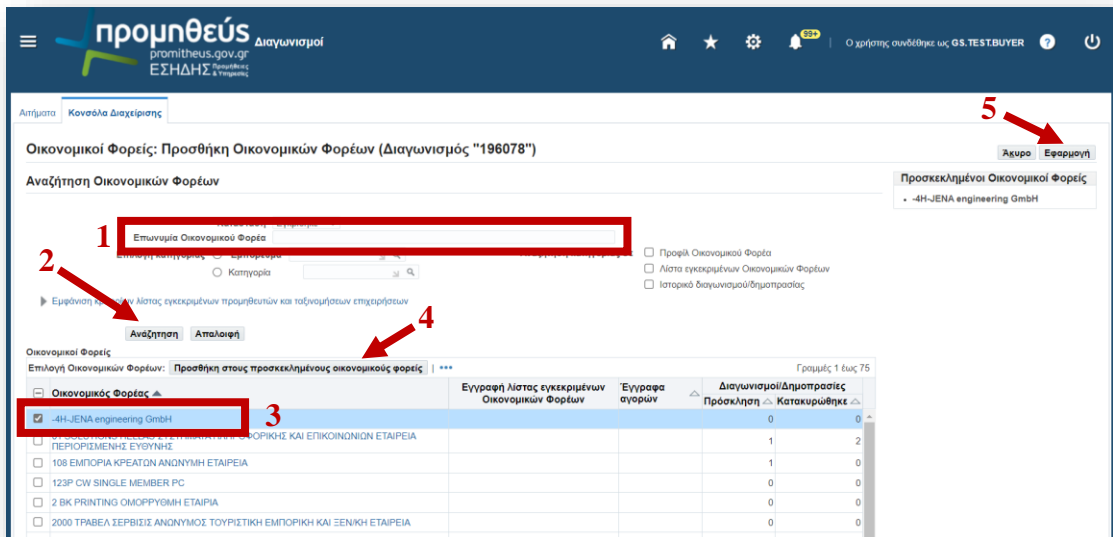 προμηθεύς
promitheus.gov.gr
ΕΣΗΔΗΣ Προμήθειες & Υπηρεσίες
Διαγωνισμοί
99+
Ο χρήστης συνδέθηκε ως GS.TEST.BUYER
?
Αιτήματα Κονσόλα Διαχείρισης
5
Οικονομικοί Φορείς: Προσθήκη Οικονομικών Φορέων (Διαγωνισμός "196078")
Άκυρο Εφαρμογή
Αναζήτηση Οικονομικών Φορέων
Προσκεκλημένοι Οικονομικοί Φορείς
-4H-JENA engineering GmbH
1
Επωνυμία Οικονομικού Φορέα
Προφίλ Οικονομικού Φορέα
2
Κατηγορία
Λίστα εγκεκριμένων Οικονομικών Φορέων
Ιστορικό διαγωνισμού/δημοπρασίας
Εμφάνιση λίστας εγκεκριμένων προμηθευτών και ταξινομήσεων επιχειρήσεων
4
Αναζήτηση Απαλοιφή
Οικονομικοί Φορείς
Επιλογή Οικονομικών Φορέων: Προσθήκη στους προσκεκλημένους οικονομικούς φορείς | •••
Γραμμές 1 έως 75
Οικονομικός Φορέας
Εγγραφή λίστας εγκεκριμένων Οικονομικών Φορέων
Έγγραφα αγορών
Διαγωνισμοί/Δημοπρασίες
Πρόσκληση Κατακυρώθηκε
-4H-JENA engineering GmbH 0 0
3
ΚΑΙ ΕΠΙΚΟΙΝΩΝΙΩΝ ΕΤΑΙΡΕΙΑ
ΠΕΡΙΟΡΙΣΜΕΝΗΣ ΕΥΘΥΝΗΣ 1 2
108 ΕΜΠΟΡΙΑ ΚΡΕΑΤΩΝ ΑΝΩΝΥΜΗ ΕΤΑΙΡΕΙΑ 1 0
123P CW SINGLE MEMBER PC 0 0
2 BK PRINTING ΟΜΟΡΡΥΘΜΗ ΕΤΑΙΡΙΑ 0 0
2000 ΤΡΑΒΕΛ ΣΕΡΒΙΣΙΣ ΑΝΩΝΥΜΟΣ ΤΟΥΡΙΣΤΙΚΗ ΕΜΠΟΡΙΚΗ ΚΑΙ ΞΕΝ/ΚΗ ΕΤΑΙΡΕΙΑ 0 0